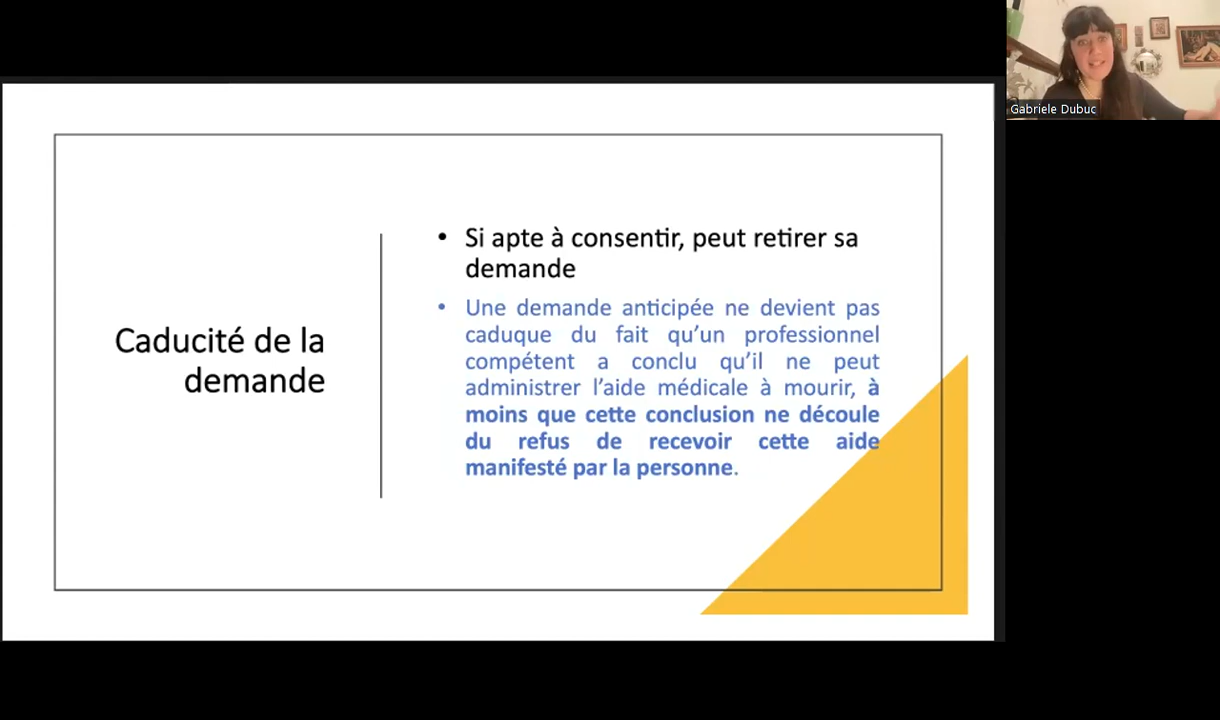 Gabriele Dubuc
Caducité de la
demande
• Si apte à consentir, peut retirer sa
demande
• Une demande anticipée ne devient pas
caduque du fait qu’un professionnel
compétent a conclu qu’il ne peut
administrer l’aide médicale à mourir, à
moins que cette conclusion ne découle
du refus de recevoir cette aide
manifesté par la personne.